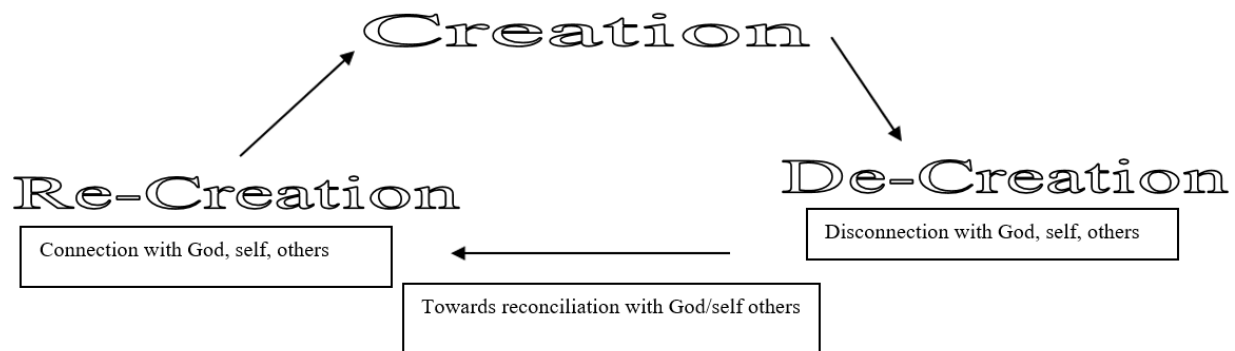 Creation
Re-Creation
De-Creation
Connection with God, self, others
Disconnection with God, self, others
Towards reconciliation with God/self others